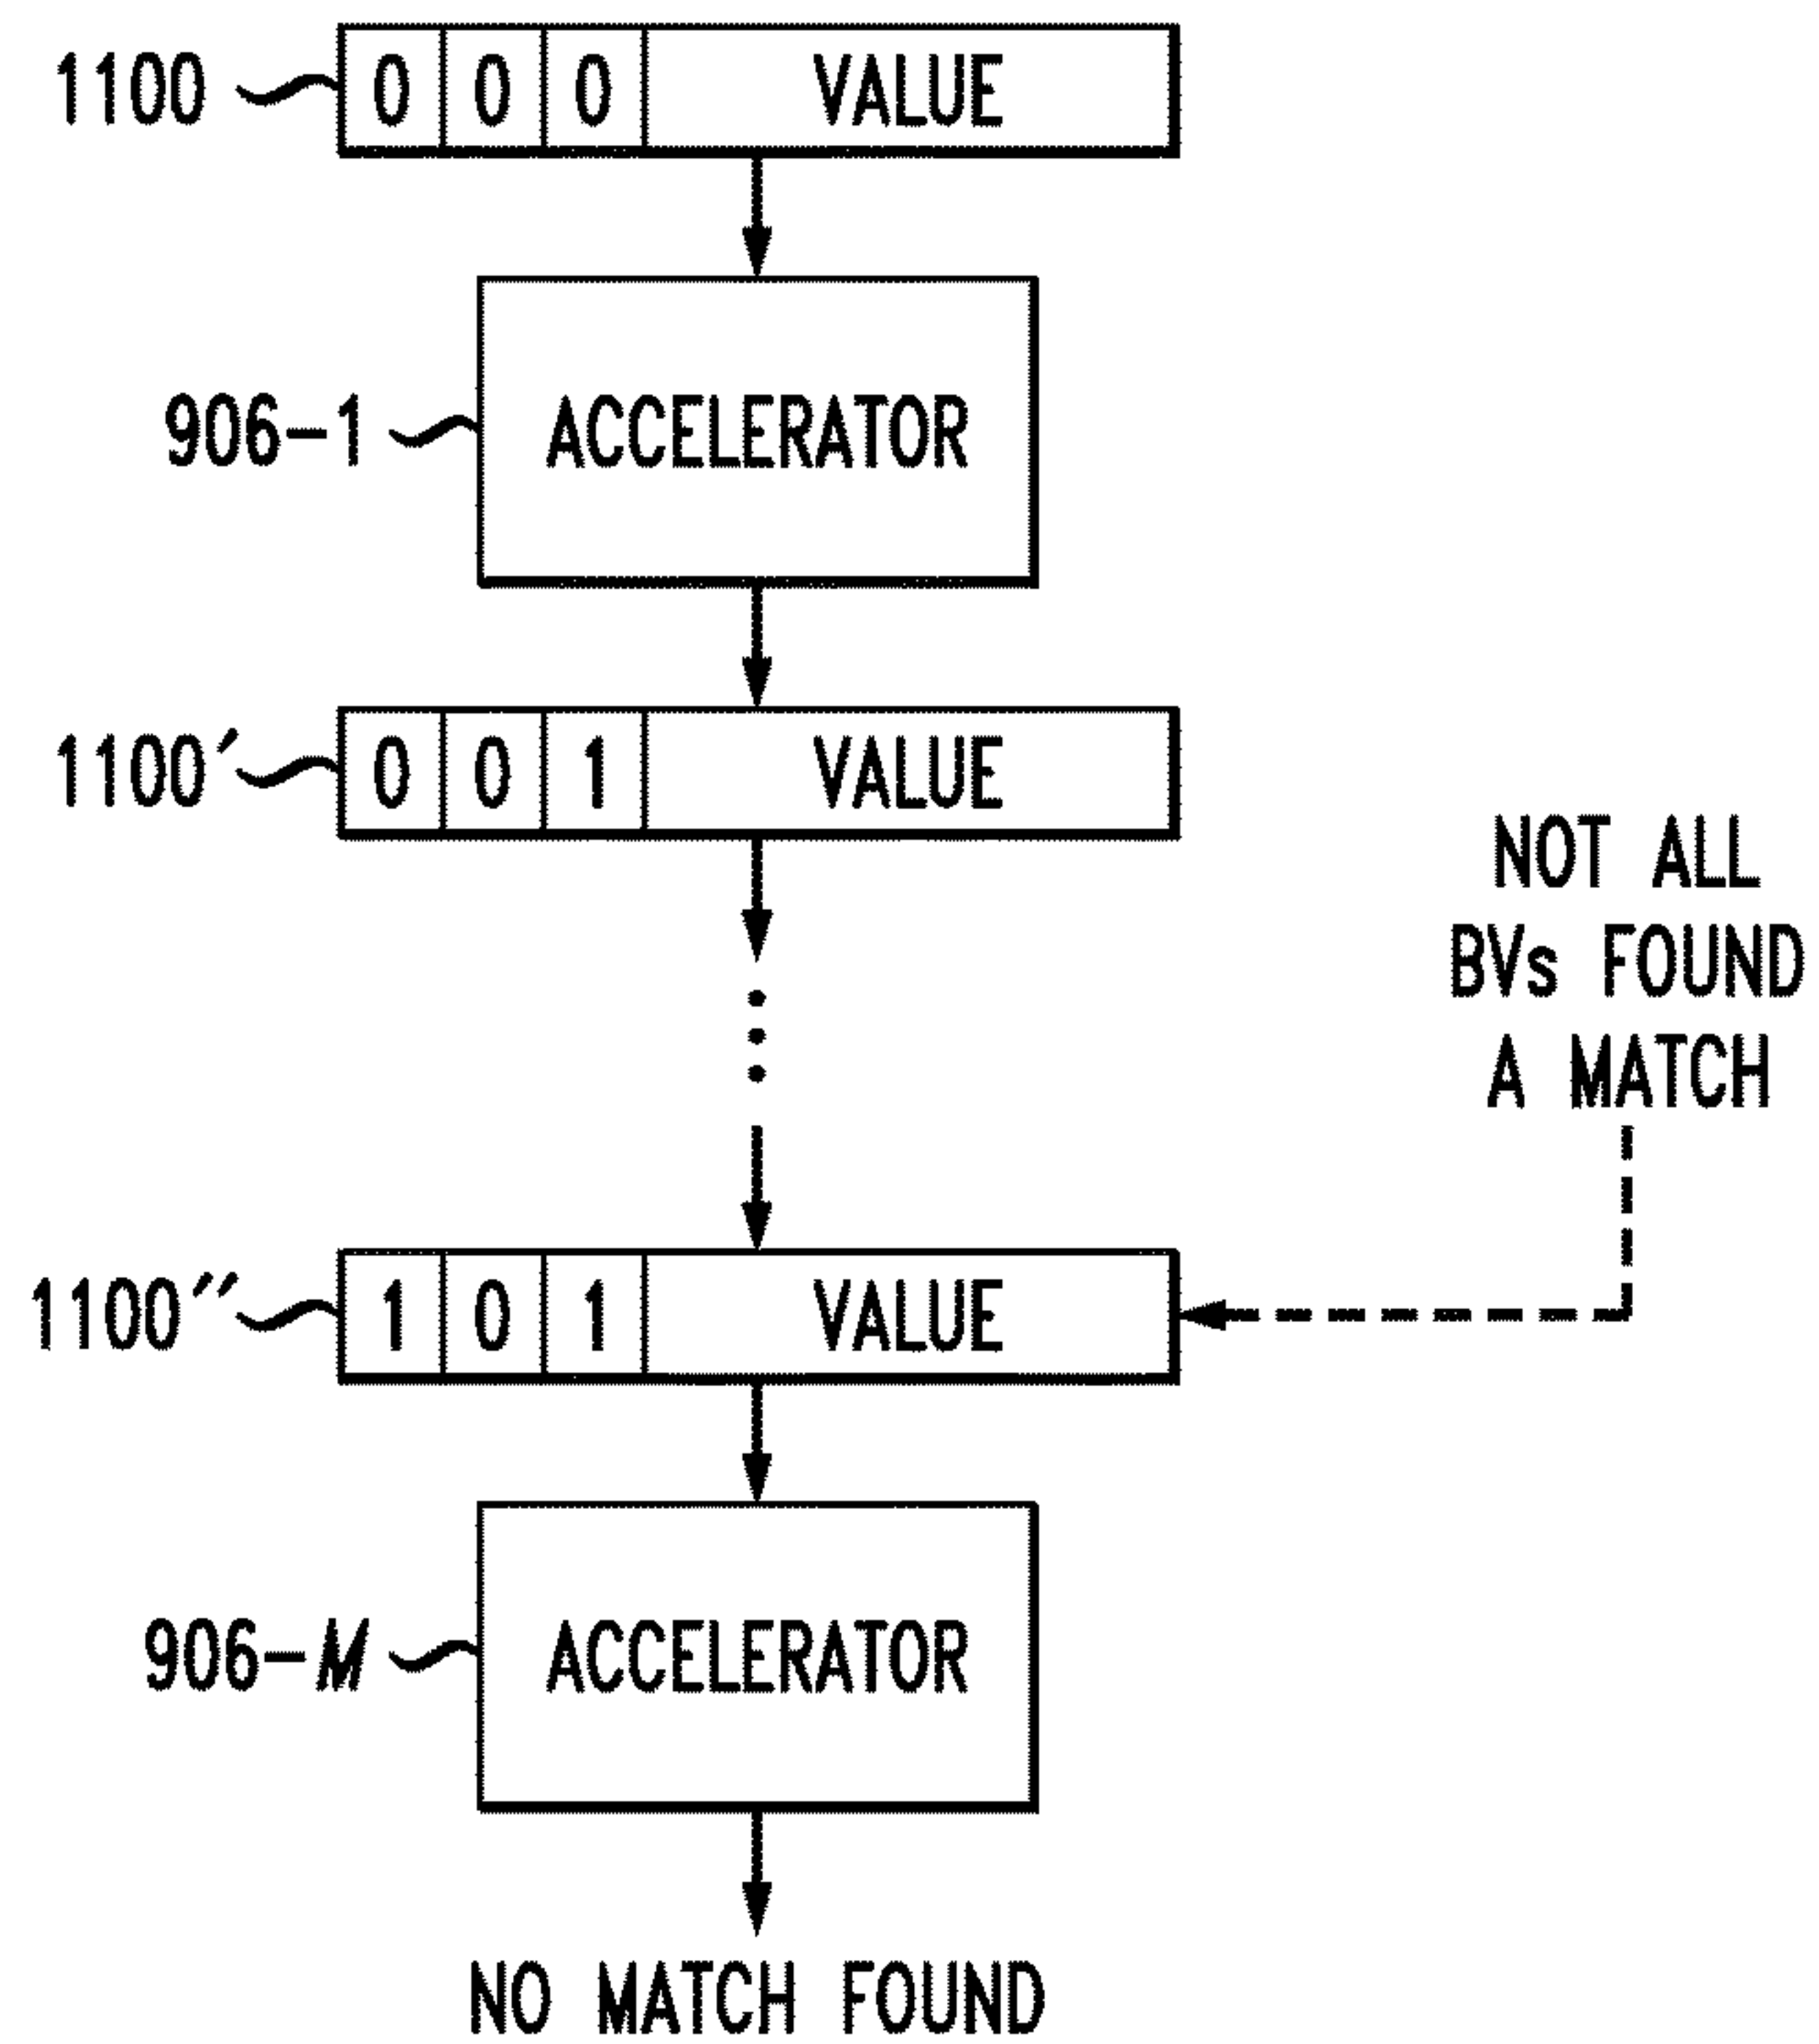 1100 0 0 0 VALUE
906-1 ACCELERATOR
1100′ 0 0 1 VALUE
NOT ALL
BVs FOUND
A MATCH
1100″ 1 0 1 VALUE
906-M ACCELERATOR
NO MATCH FOUND